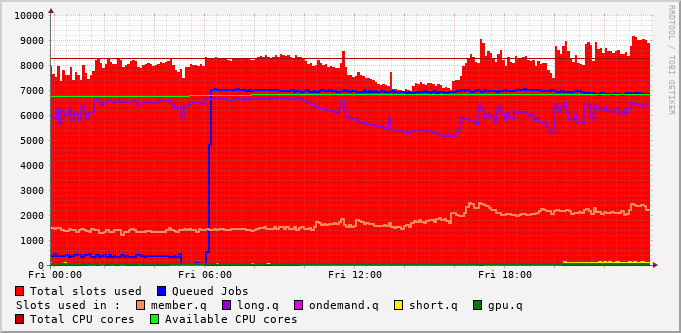 10000
9000
8000
7000
6000
5000
4000
3000
2000
1000
0
Fri 00:00 Fri 06:00 Fri 12:00 Fri 18:00
Total slots used Queued Jobs
Slots used in : member.q long.q ondemand.q short.q gpu.q
Total CPU cores Available CPU cores
RRDTOOL / TOBI OETIKER